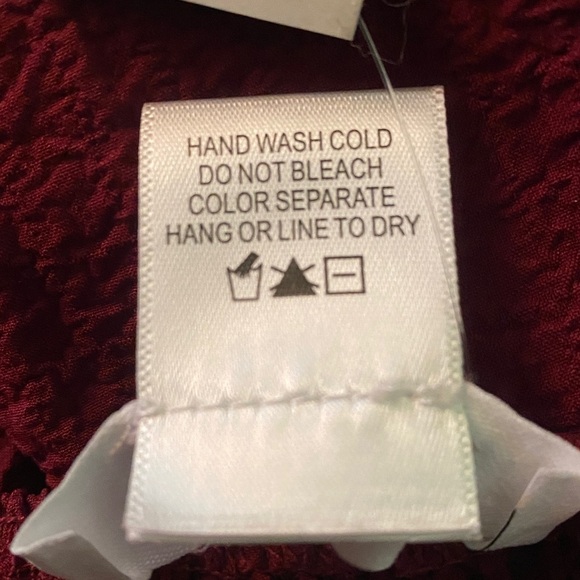 HAND WASH COLD
DO NOT BLEACH
COLOR SEPARATE
HANG OR LINE TO DRY